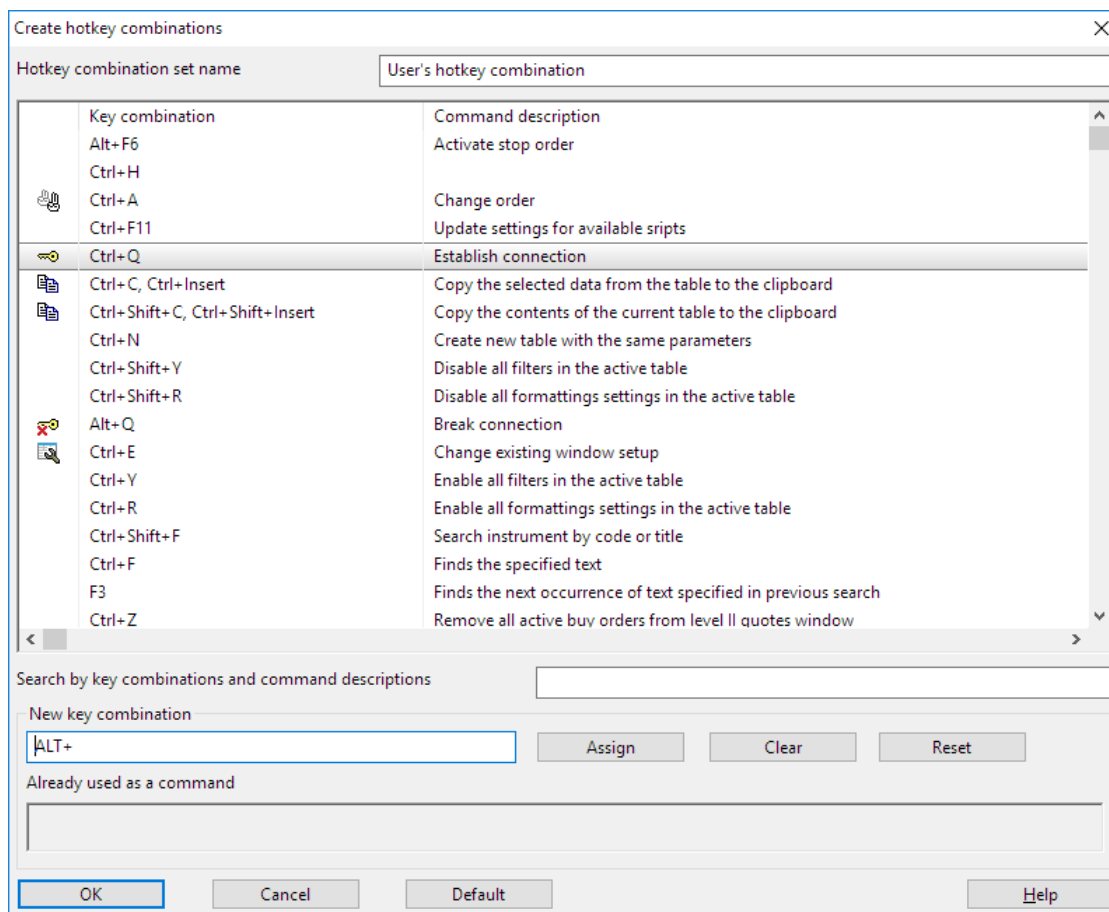 Create hotkey combinations
Hotkey combination set name User's hotkey combination
Key combination Command description
Alt+F6 Activate stop order
Ctrl+H
Ctrl+A Change order
Ctrl+F11 Update settings for available sripts
Ctrl+Q Establish connection
Ctrl+C, Ctrl+Insert Copy the selected data from the table to the clipboard
Ctrl+Shift+C, Ctrl+Shift+Insert Copy the contents of the current table to the clipboard
Ctrl+N Create new table with the same parameters
Ctrl+Shift+Y Disable all filters in the active table
Ctrl+Shift+R Disable all formattings settings in the active table
Alt+Q Break connection
Ctrl+E Change existing window setup
Ctrl+Y Enable all filters in the active table
Ctrl+R Enable all formattings settings in the active table
Ctrl+Shift+F Search instrument by code or title
Ctrl+F Finds the specified text
F3 Finds the next occurrence of text specified in previous search
Ctrl+Z Remove all active buy orders from level II quotes window
Search by key combinations and command descriptions
New key combination
ALT+ Assign Clear Reset
Already used as a command
OK Cancel Default Help